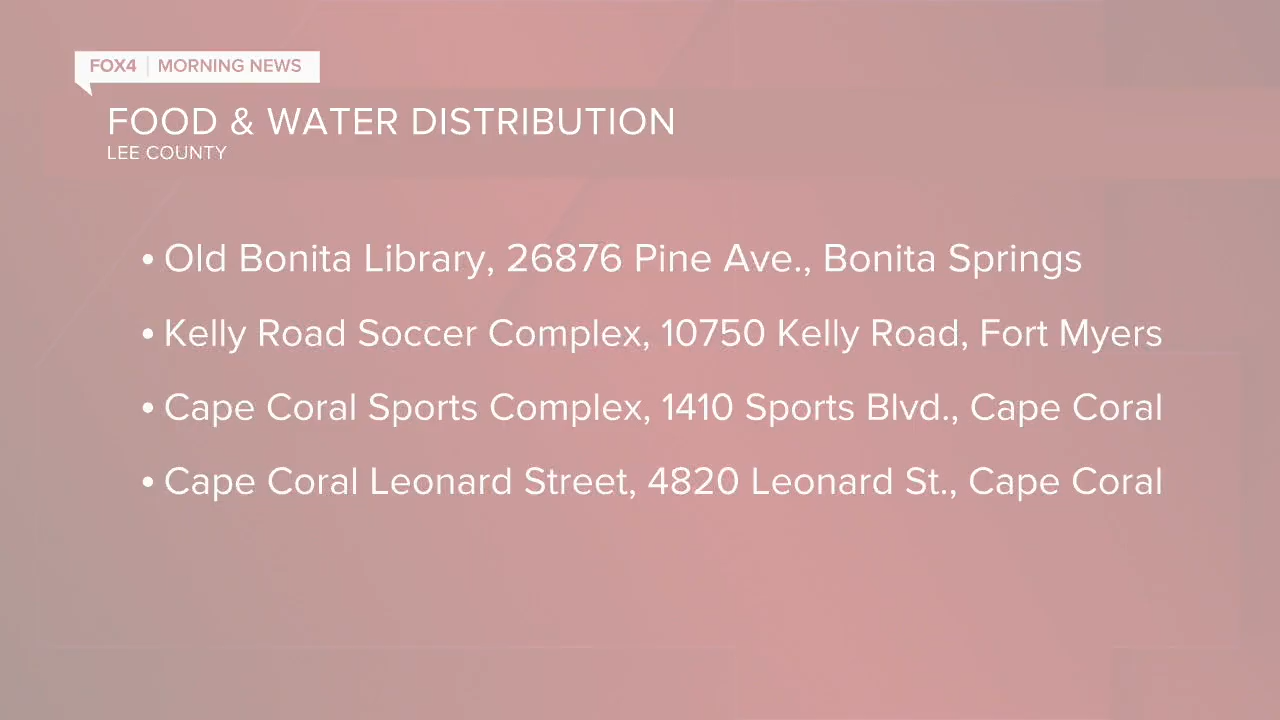 FOX4 | MORNING NEWS
FOOD & WATER DISTRIBUTION
LEE COUNTY
• Old Bonita Library, 26876 Pine Ave., Bonita Springs
• Kelly Road Soccer Complex, 10750 Kelly Road, Fort Myers
• Cape Coral Sports Complex, 1410 Sports Blvd., Cape Coral
• Cape Coral Leonard Street, 4820 Leonard St., Cape Coral